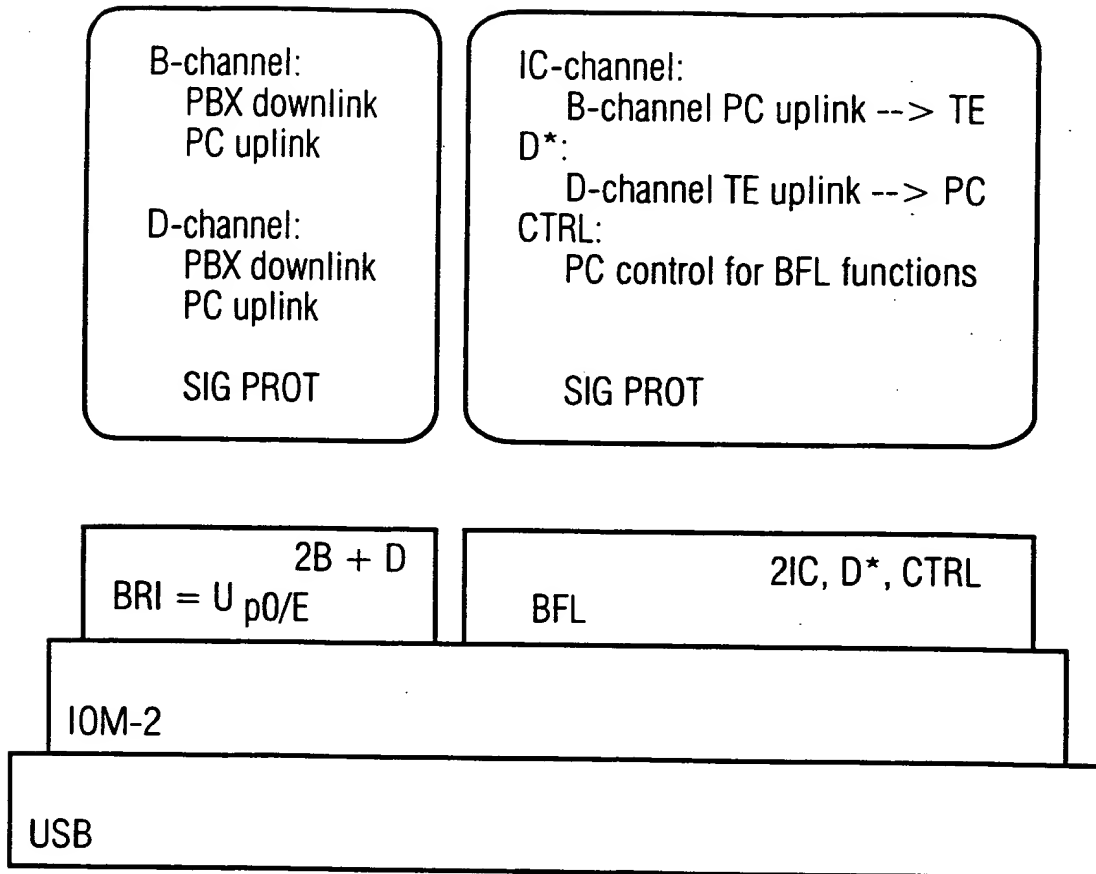 B-channel:
PBX downlink
PC uplink
D-channel:
PBX downlink
PC uplink
SIG PROT
IC-channel:
B-channel PC uplink --> TE
D*:
D-channel TE uplink --> PC
CTRL:
PC control for BFL functions
SIG PROT
2B + D
BRI = U p0/E
2IC, D*, CTRL
BFL
IOM-2
USB